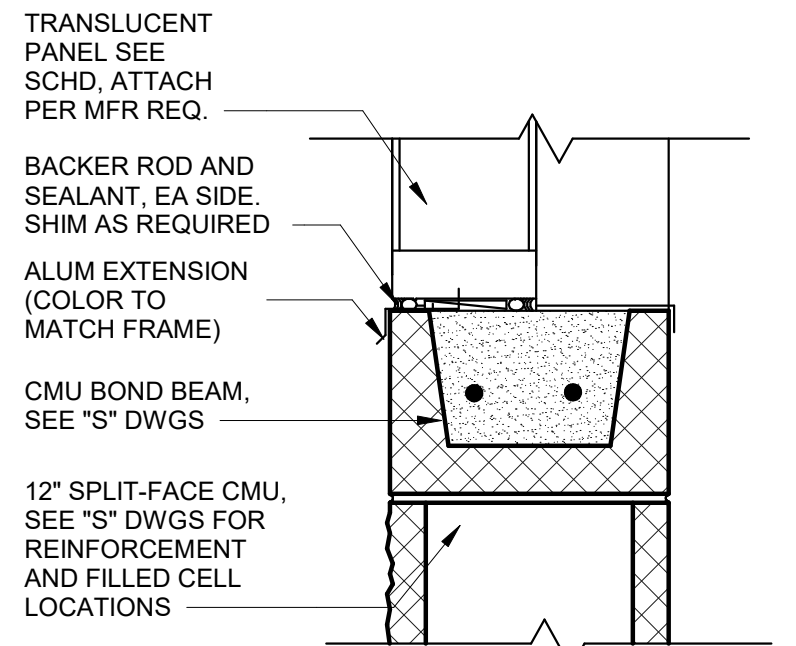 TRANSLUCENT
PANEL SEE
SCHD, ATTACH
PER MFR REQ.
BACKER ROD AND
SEALANT, EA SIDE.
SHIM AS REQUIRED
ALUM EXTENSION
(COLOR TO
MATCH FRAME)
CMU BOND BEAM,
SEE "S" DWGS
12" SPLIT-FACE CMU,
SEE "S" DWGS FOR
REINFORCEMENT
AND FILLED CELL
LOCATIONS